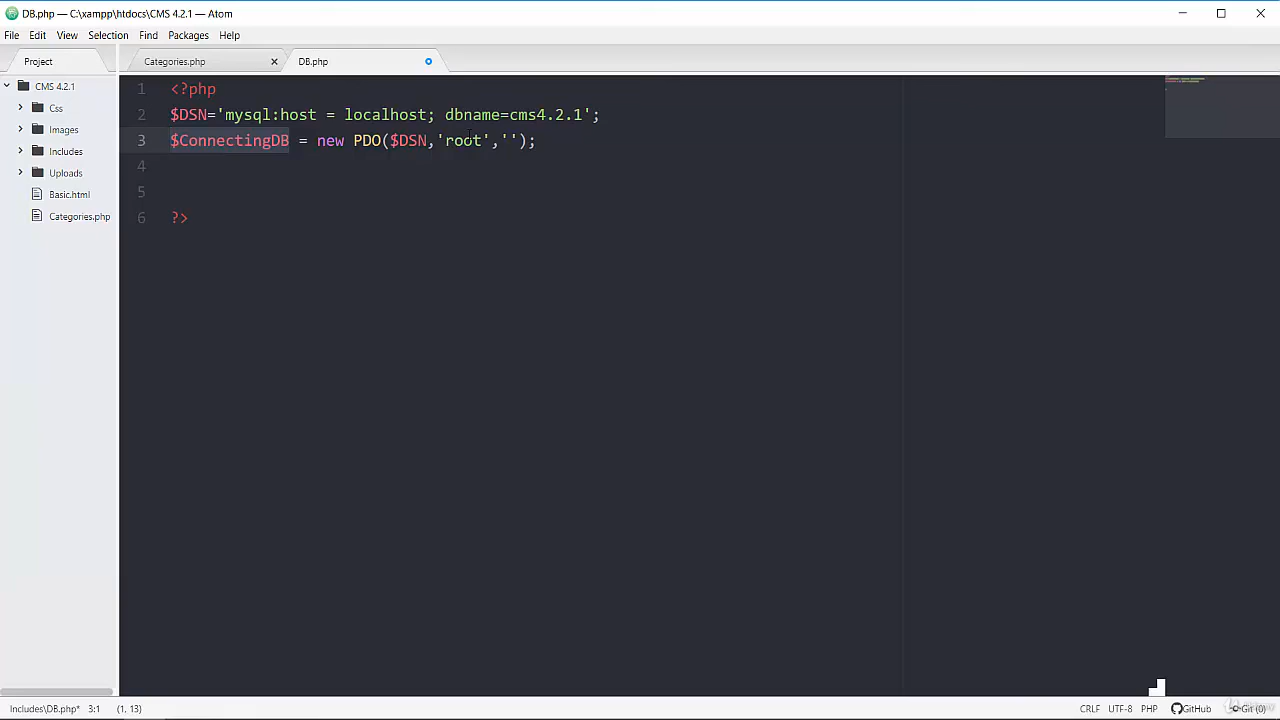 DB.php — C:\xampp\htdocs\CMS 4.2.1 — Atom
File Edit View Selection Find Packages Help
Project Categories.php DB.php
CMS 4.2.1
Css
Images
Includes
Uploads
Basic.html
Categories.php
1 <?php
2 $DSN='mysql:host = localhost; dbname=cms4.2.1';
3 $ConnectingDB = new PDO($DSN,'root','');
4
5
6 ?>
Includes\DB.php* 3:1 (1, 13) CRLF UTF-8 PHP GitHub Git (0)